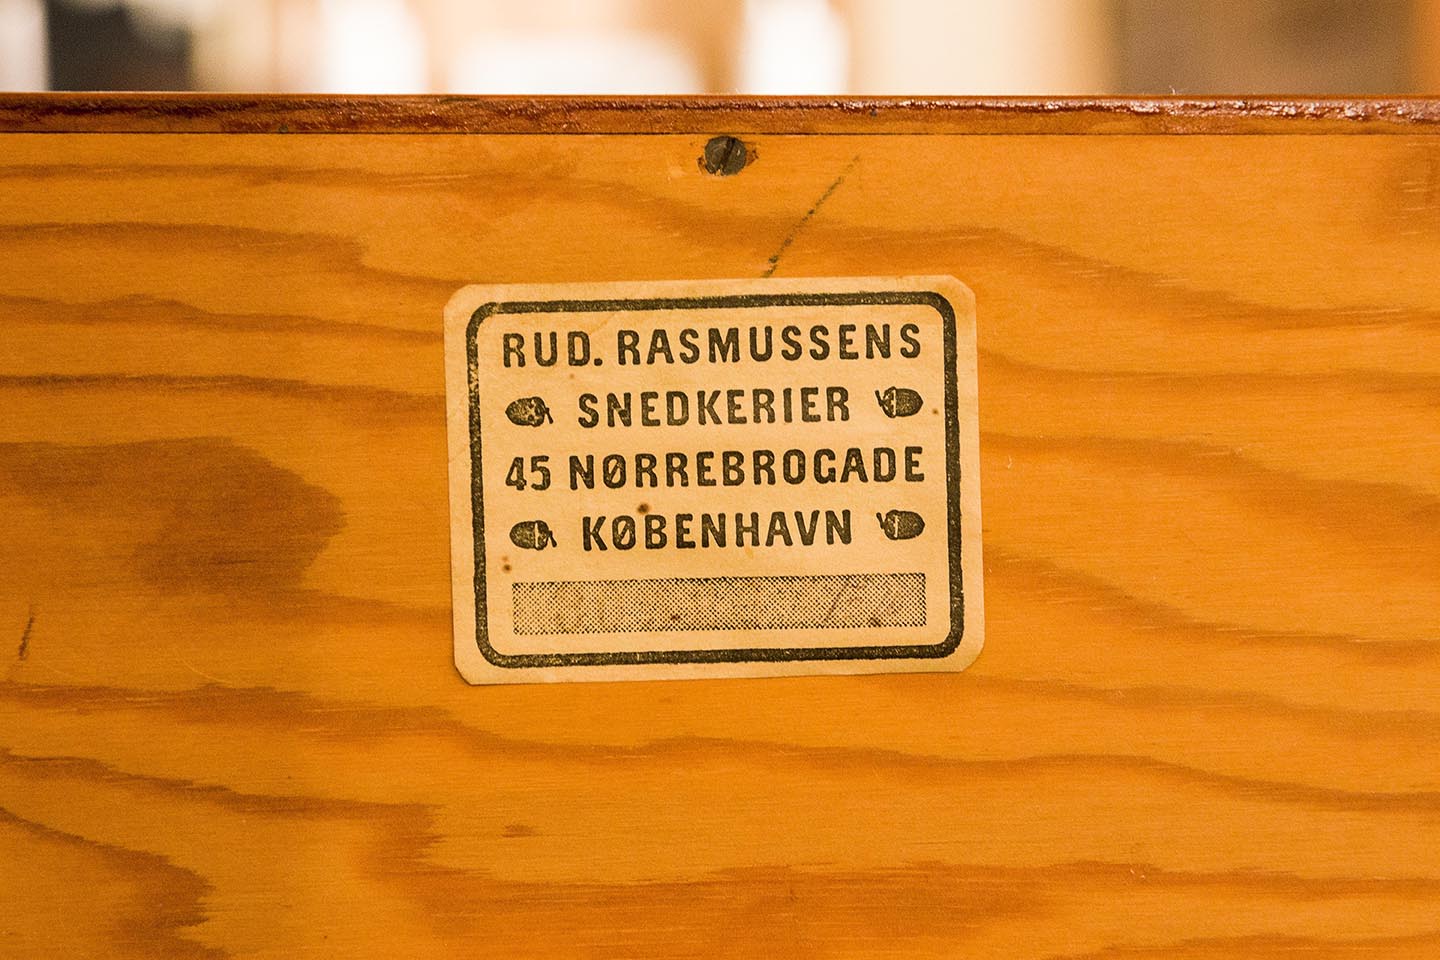 RUD. RASMUSSENS
SNEDKERIER
45 NØRREBROGADE
KØBENHAVN